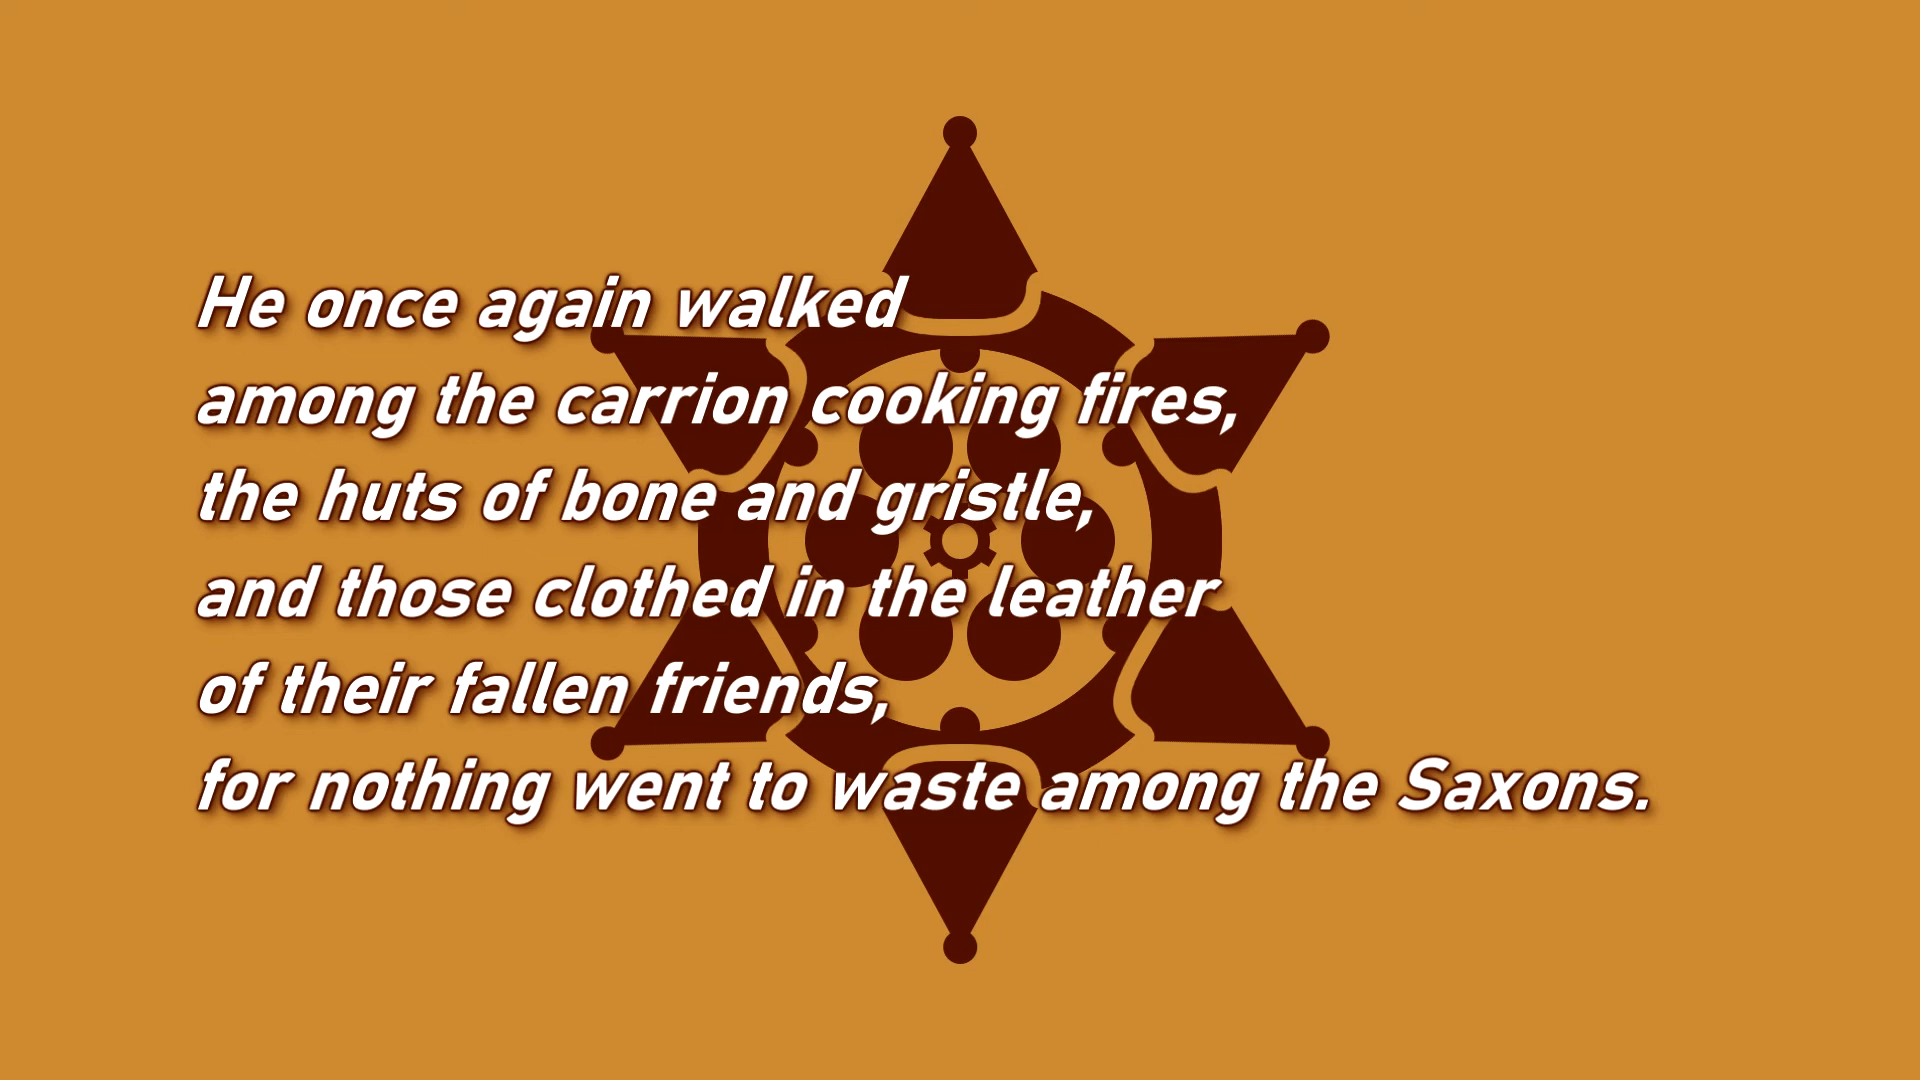 He once again walked
among the carrion cooking fires,
the huts of bone and gristle,
and those clothed in the leather
of their fallen friends,
for nothing went to waste among the Saxons.